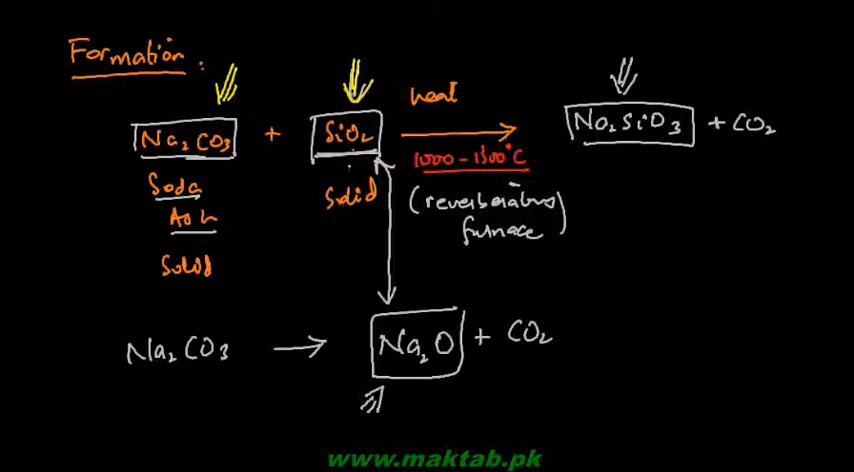 Formation :
Na₂CO₃ + SiO₂ heat Na₂SiO₃ + CO₂
1000 - 1300°C
Soda Solid (reverberatory
Ash furnace)
Solid
Na₂CO₃ → Na₂O + CO₂
www.maktab.pk